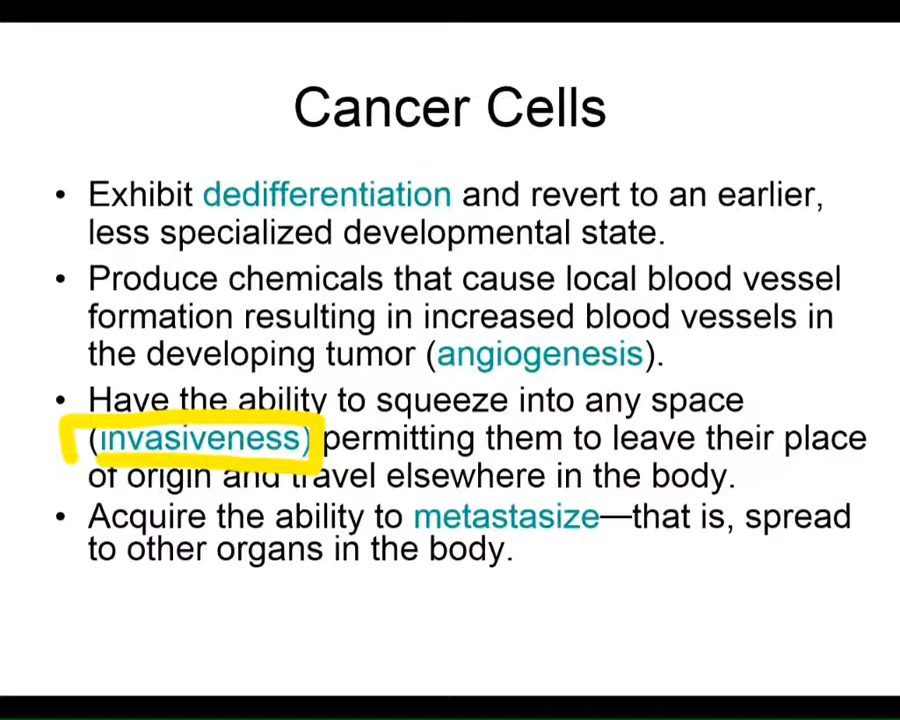 Cancer Cells
• Exhibit dedifferentiation and revert to an earlier,
less specialized developmental state.
• Produce chemicals that cause local blood vessel
formation resulting in increased blood vessels in
the developing tumor (angiogenesis).
• Have the ability to squeeze into any space
(invasiveness) permitting them to leave their place
of origin and travel elsewhere in the body.
• Acquire the ability to metastasize—that is, spread
to other organs in the body.